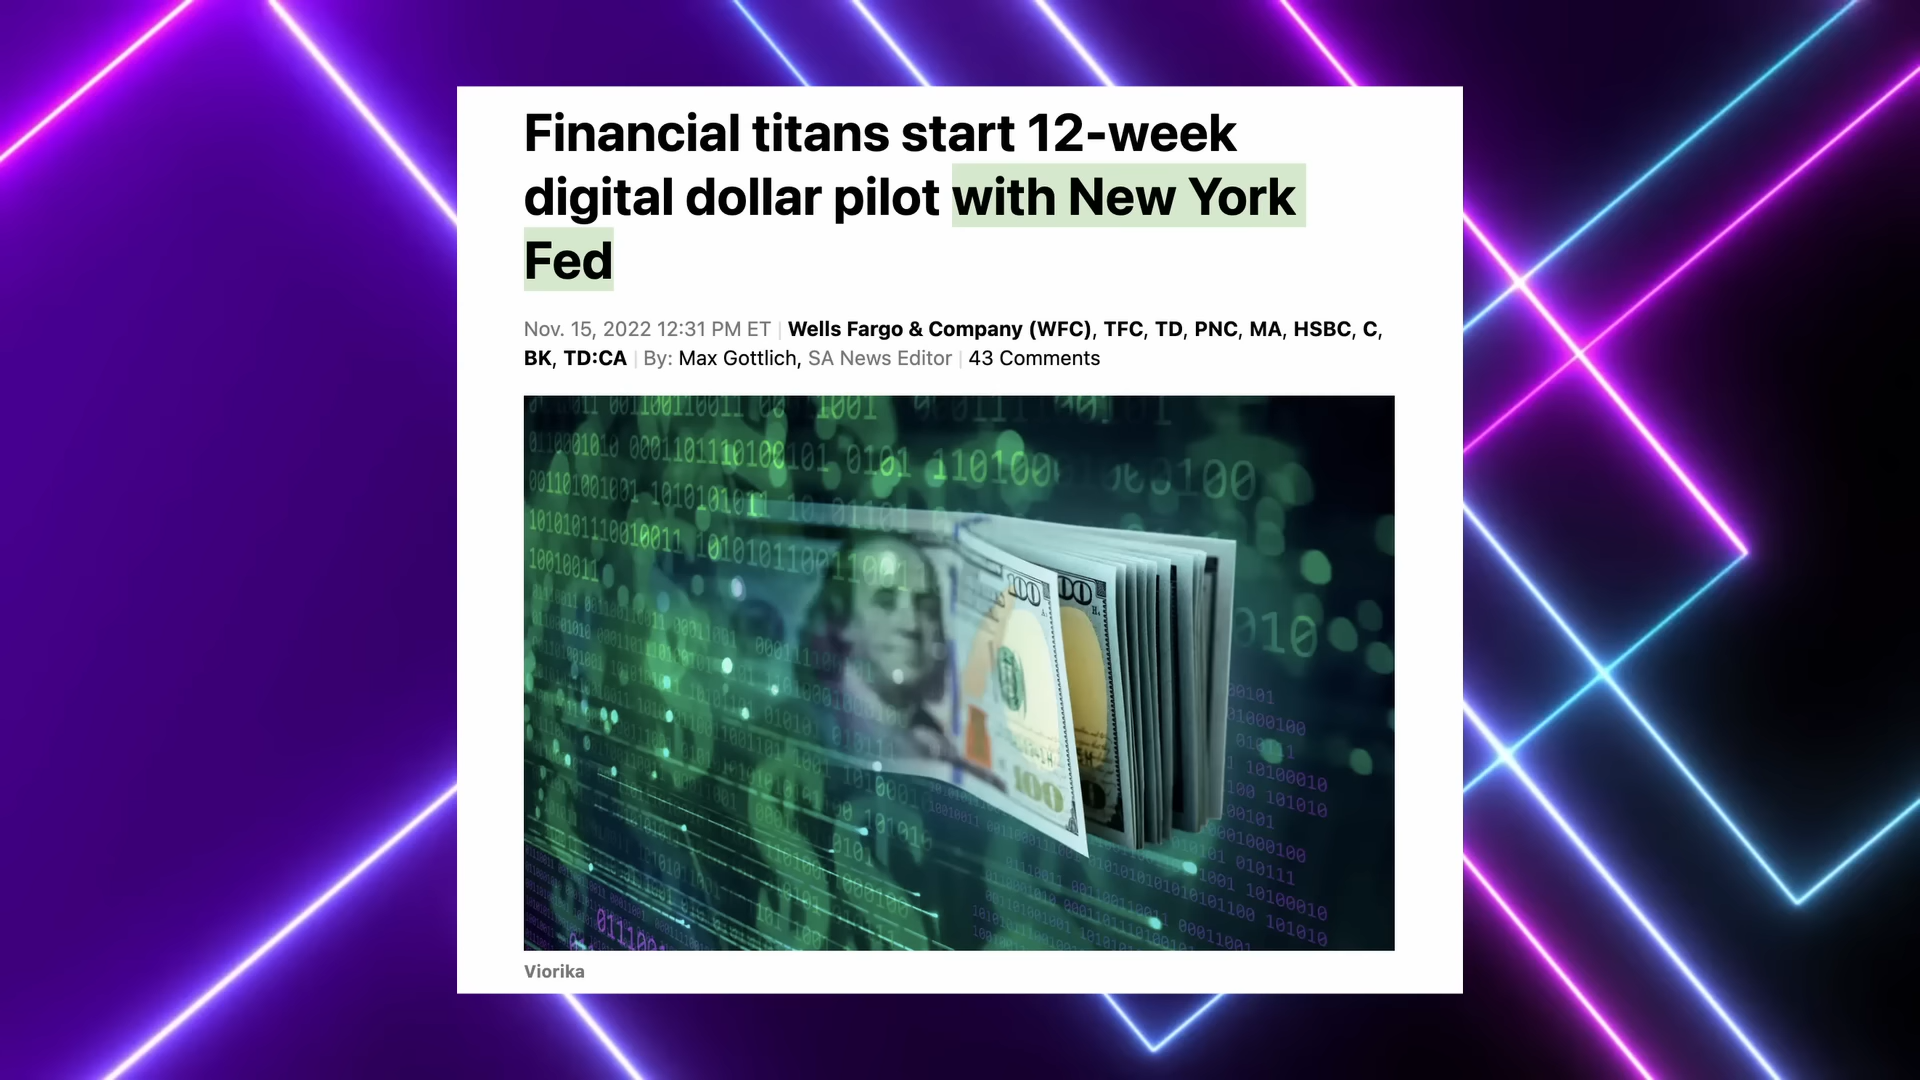 Financial titans start 12-week
digital dollar pilot with New York
Fed
Nov. 15, 2022 12:31 PM ET | Wells Fargo & Company (WFC), TFC, TD, PNC, MA, HSBC, C,
BK, TD:CA | By: Max Gottlich, SA News Editor | 43 Comments
Viorika